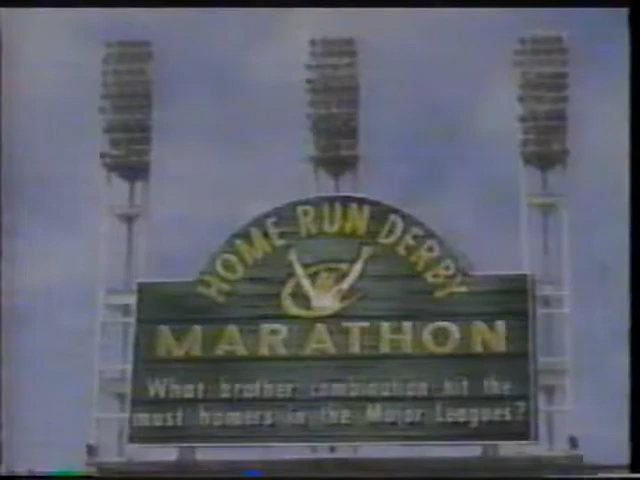 HOME RUN DERBY
MARATHON
What brother combination hit the
most homers in the Major Leagues?